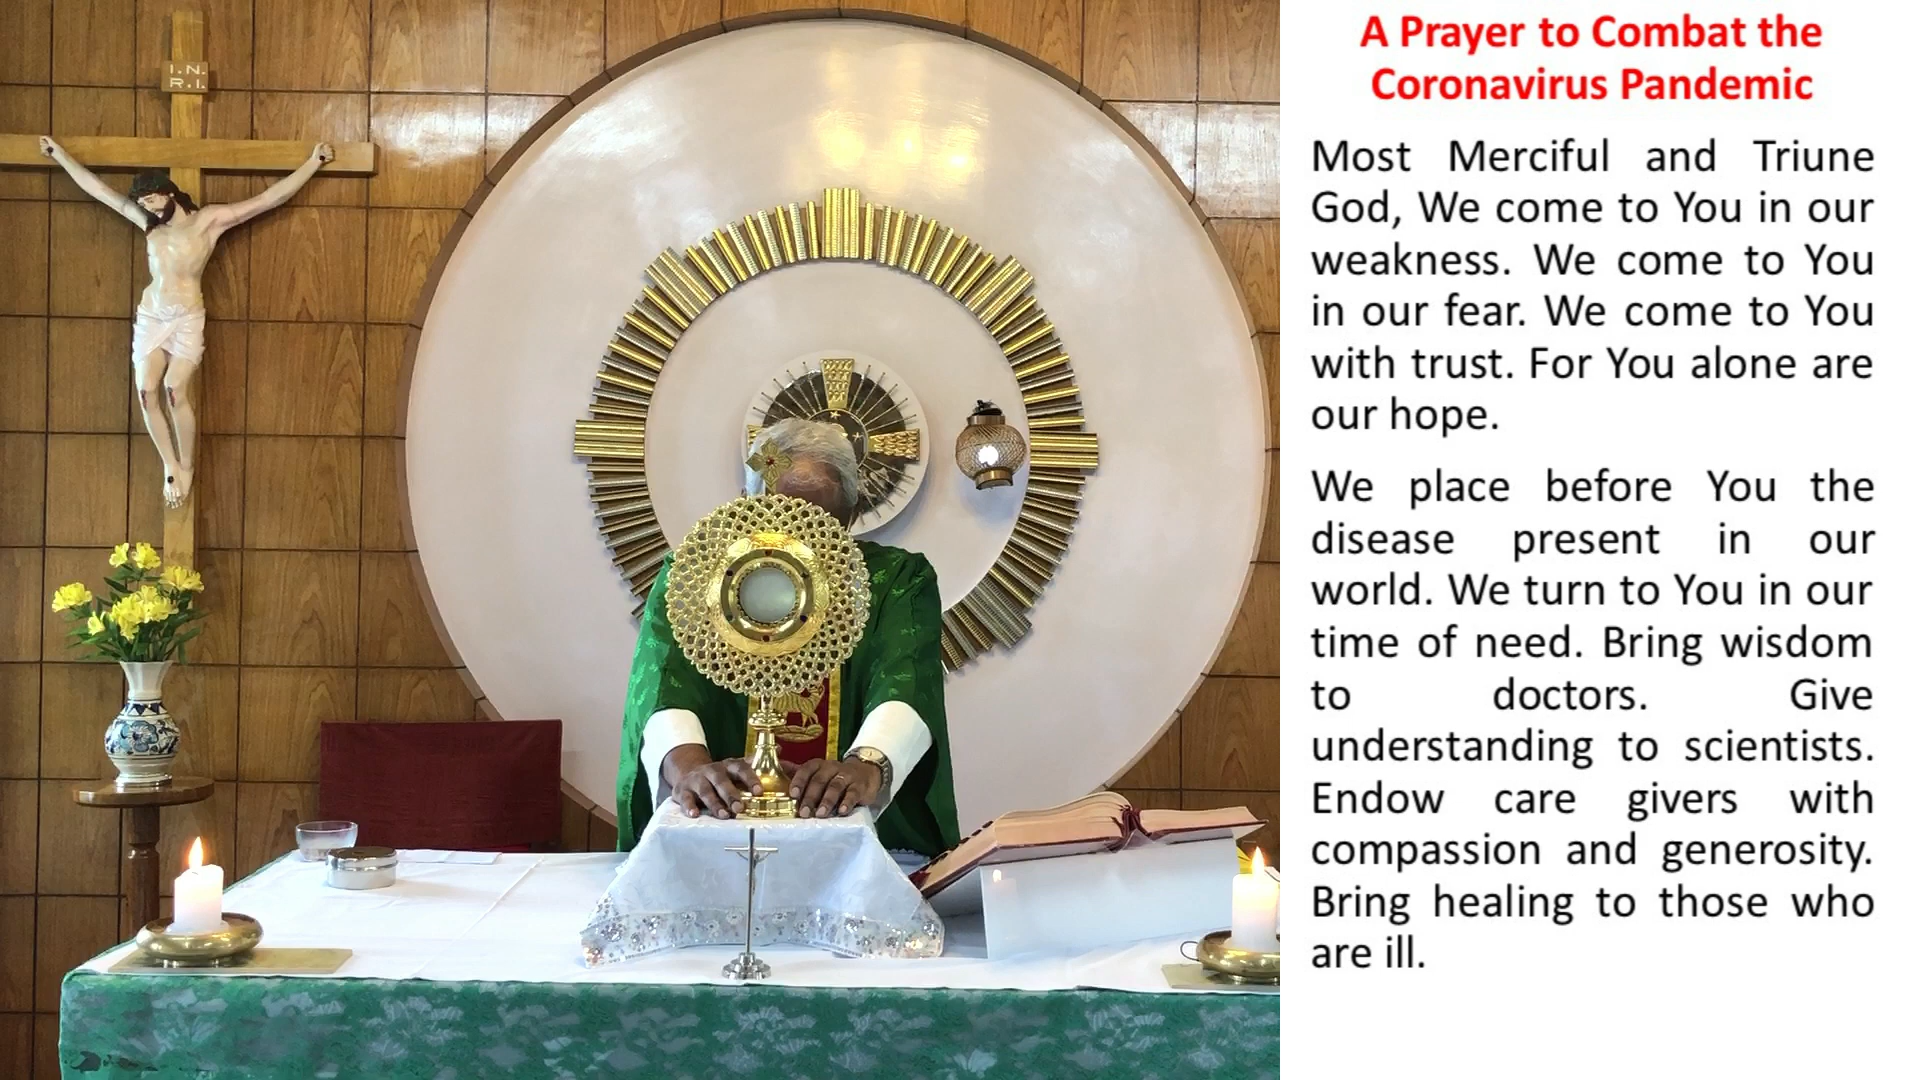 I.N.
R.I.
A Prayer to Combat the
Coronavirus Pandemic
Most Merciful and Triune
God, We come to You in our
weakness. We come to You
in our fear. We come to You
with trust. For You alone are
our hope.
We place before You the
disease present in our
world. We turn to You in our
time of need. Bring wisdom
to doctors. Give
understanding to scientists.
Endow care givers with
compassion and generosity.
Bring healing to those who
are ill.